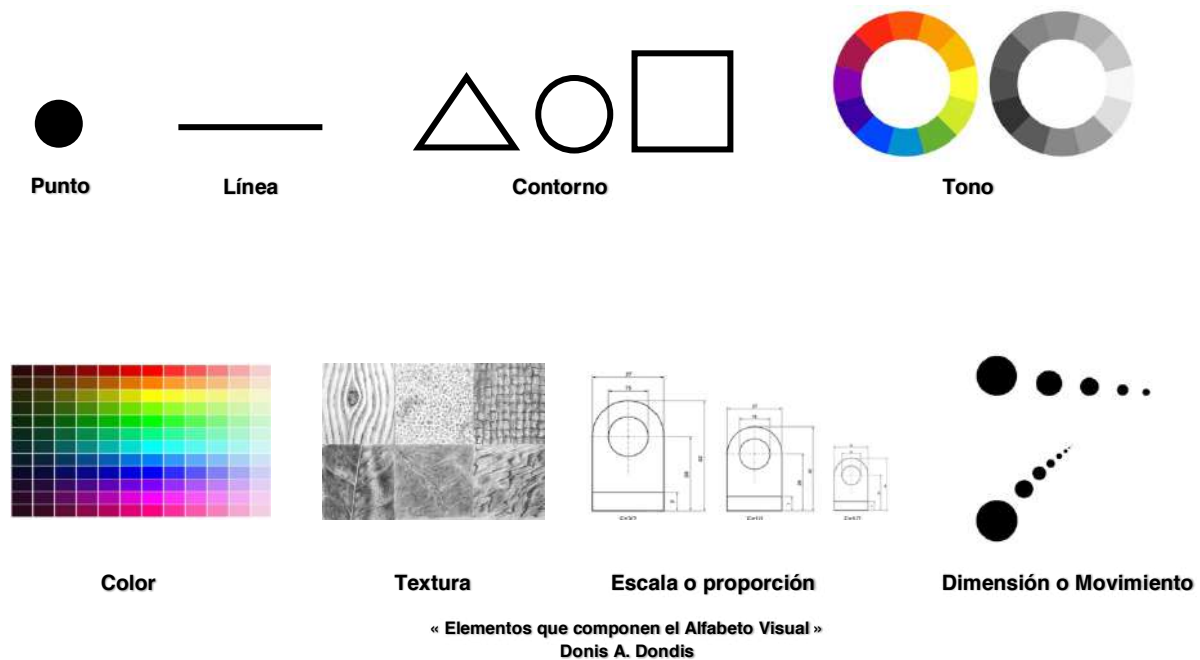 Punto
Línea
Contorno
Tono
Color
Textura
Escala o proporción
Dimensión o Movimiento
« Elementos que componen el Alfabeto Visual »
Donis A. Dondis